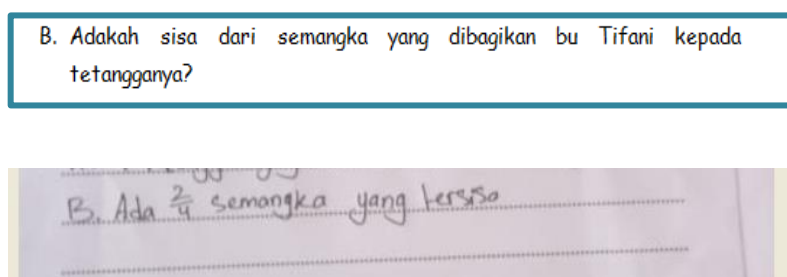 B. Adakah sisa dari semangka yang dibagikan bu Tifani kepada
tetangganya?
B. Ada 2/4 semangka yang tersisa